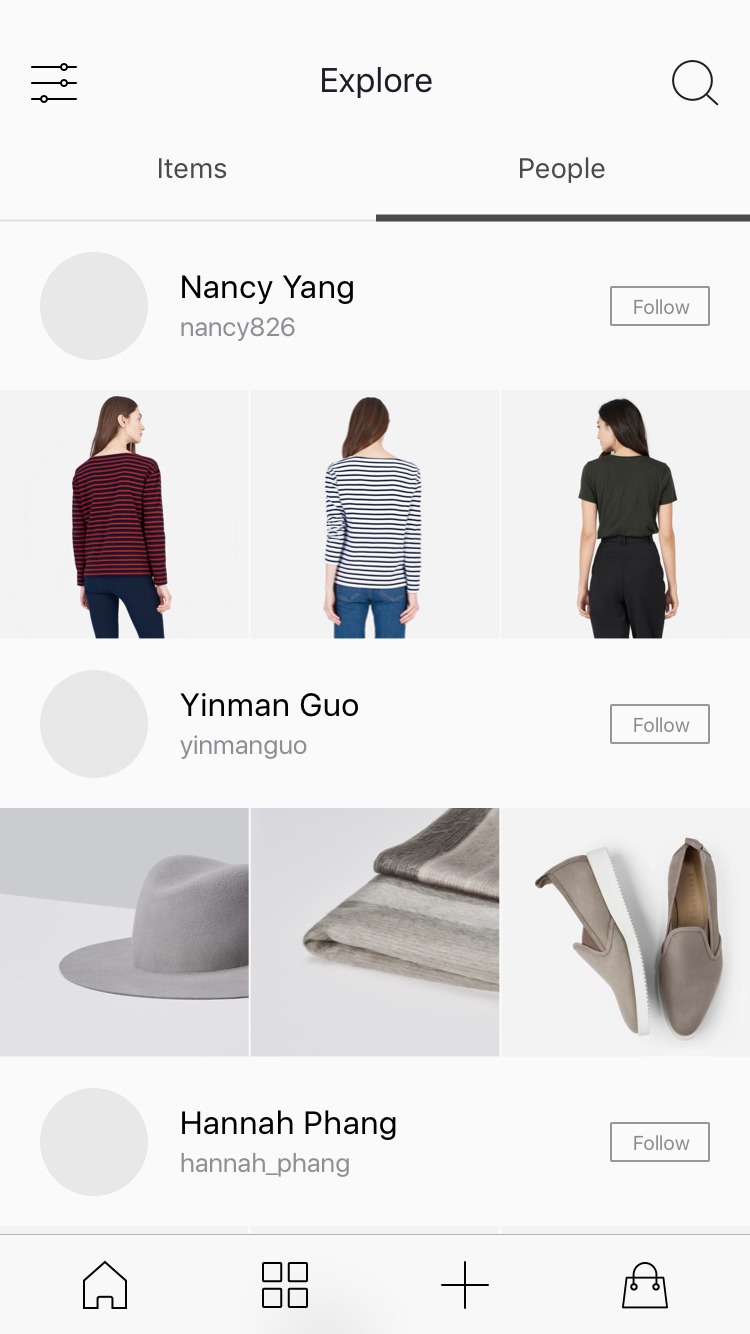 Explore
Items
People
Nancy Yang
nancy826
Follow
Yinman Guo
yinmanguo
Follow
Hannah Phang
hannah_phang
Follow